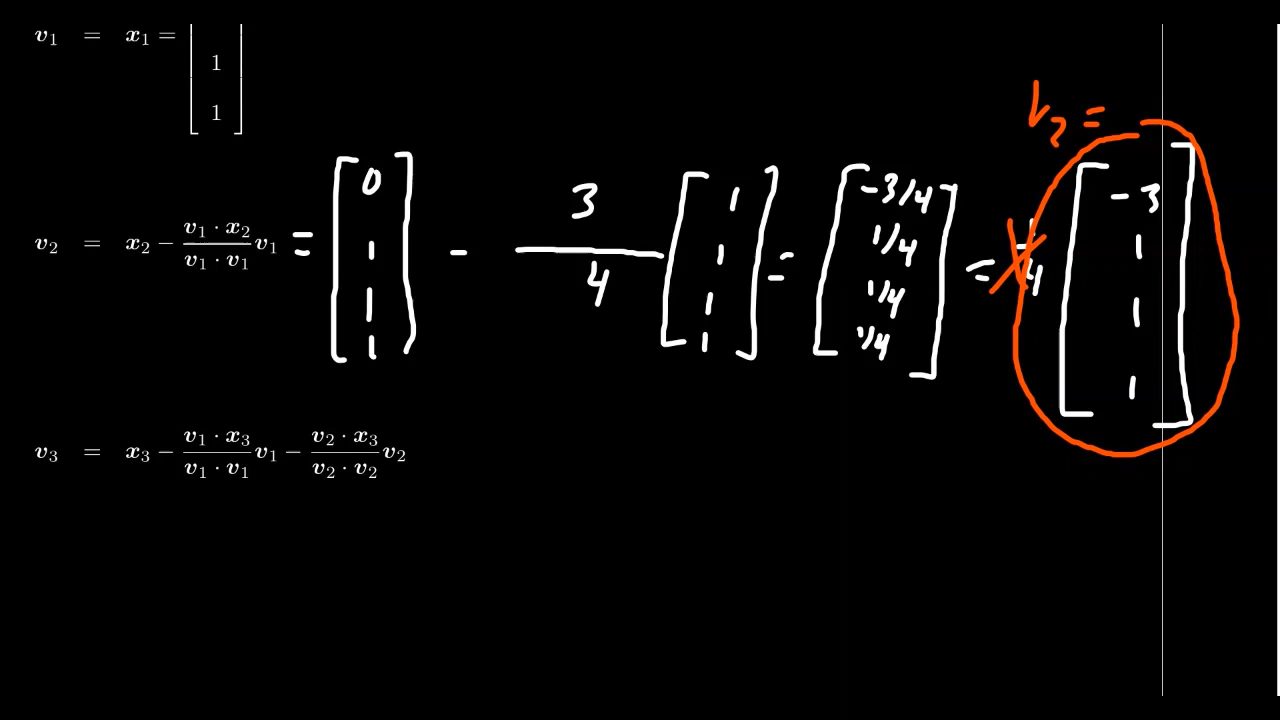 v₁ = x₁ = [ 1 1 ]
v₂ =
v₂ = x₂ − (v₁ · x₂)/(v₁ · v₁) v₁ = [ 0 1 1 1 ] − 3/4 [ 1 1 1 1 ] = [ -3/4 1/4 1/4 1/4 ] = 1/4 [ -3 1 1 1 ]
v₃ = x₃ − (v₁ · x₃)/(v₁ · v₁) v₁ − (v₂ · x₃)/(v₂ · v₂) v₂